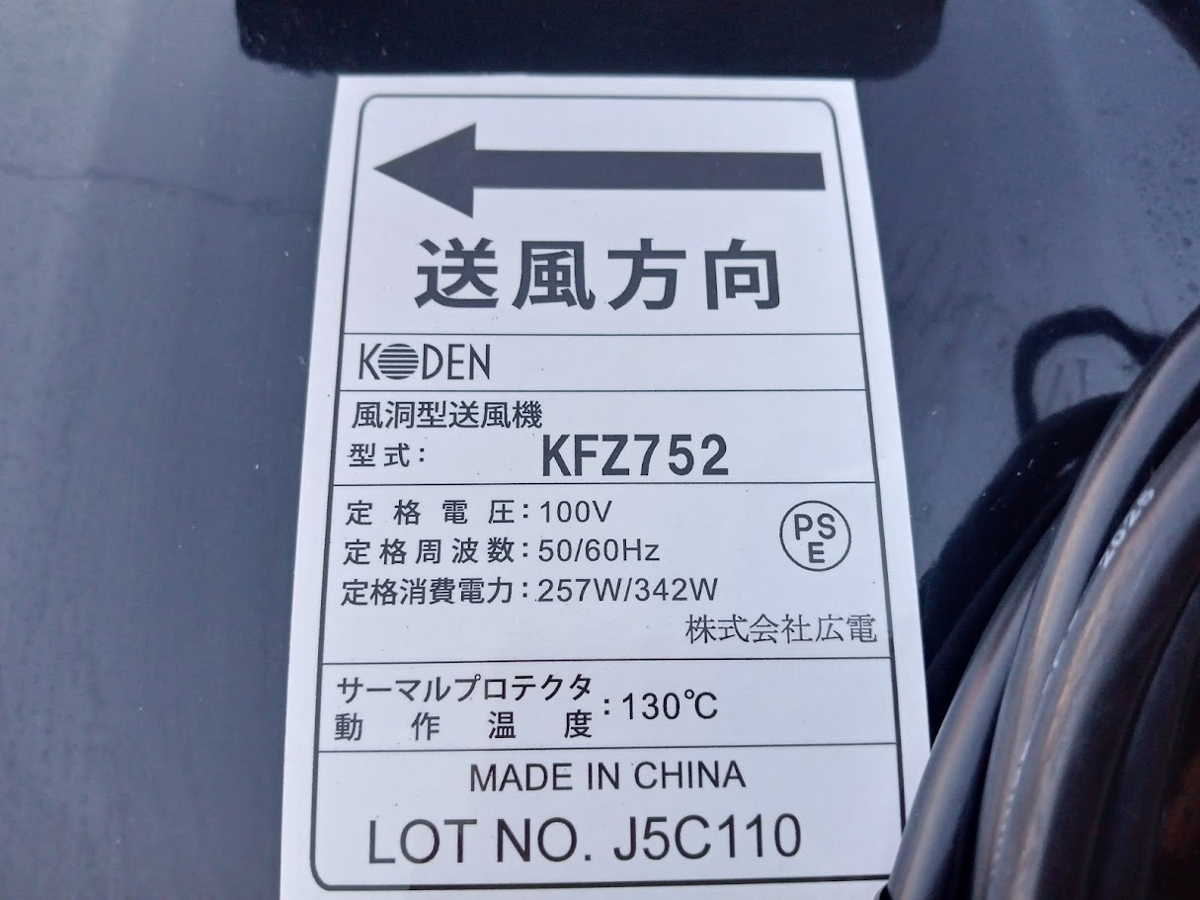 送風方向
KODEN
風洞型送風機
型式： KFZ752
定格電圧：100V
定格周波数：50/60Hz
定格消費電力：257W/342W
PS
E
株式会社広電
サーマルプロテクタ
動作温度：130℃
MADE IN CHINA
LOT NO. J5C110